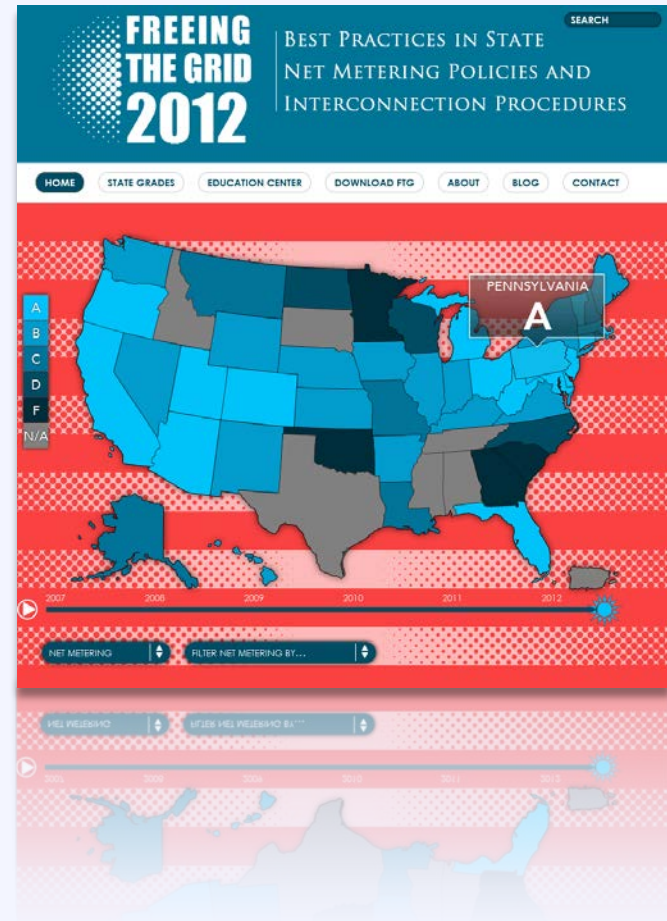 SEARCH
FREEING
THE GRID
2012
BEST PRACTICES IN STATE
NET METERING POLICIES AND
INTERCONNECTION PROCEDURES
HOME STATE GRADES EDUCATION CENTER DOWNLOAD FTG ABOUT BLOG CONTACT
PENNSYLVANIA
A
A
B
C
D
F
N/A
2007 2008 2009 2010 2011 2012
NET METERING FILTER NET METERING BY...